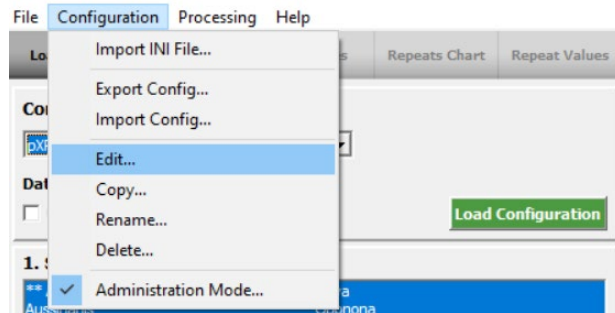 File Configuration Processing Help
Import INI File...
Repeats Chart Repeat Values
Export Config...
Import Config...
Edit...
Copy...
Load Configuration
Rename...
Delete...
1.
Administration Mode...